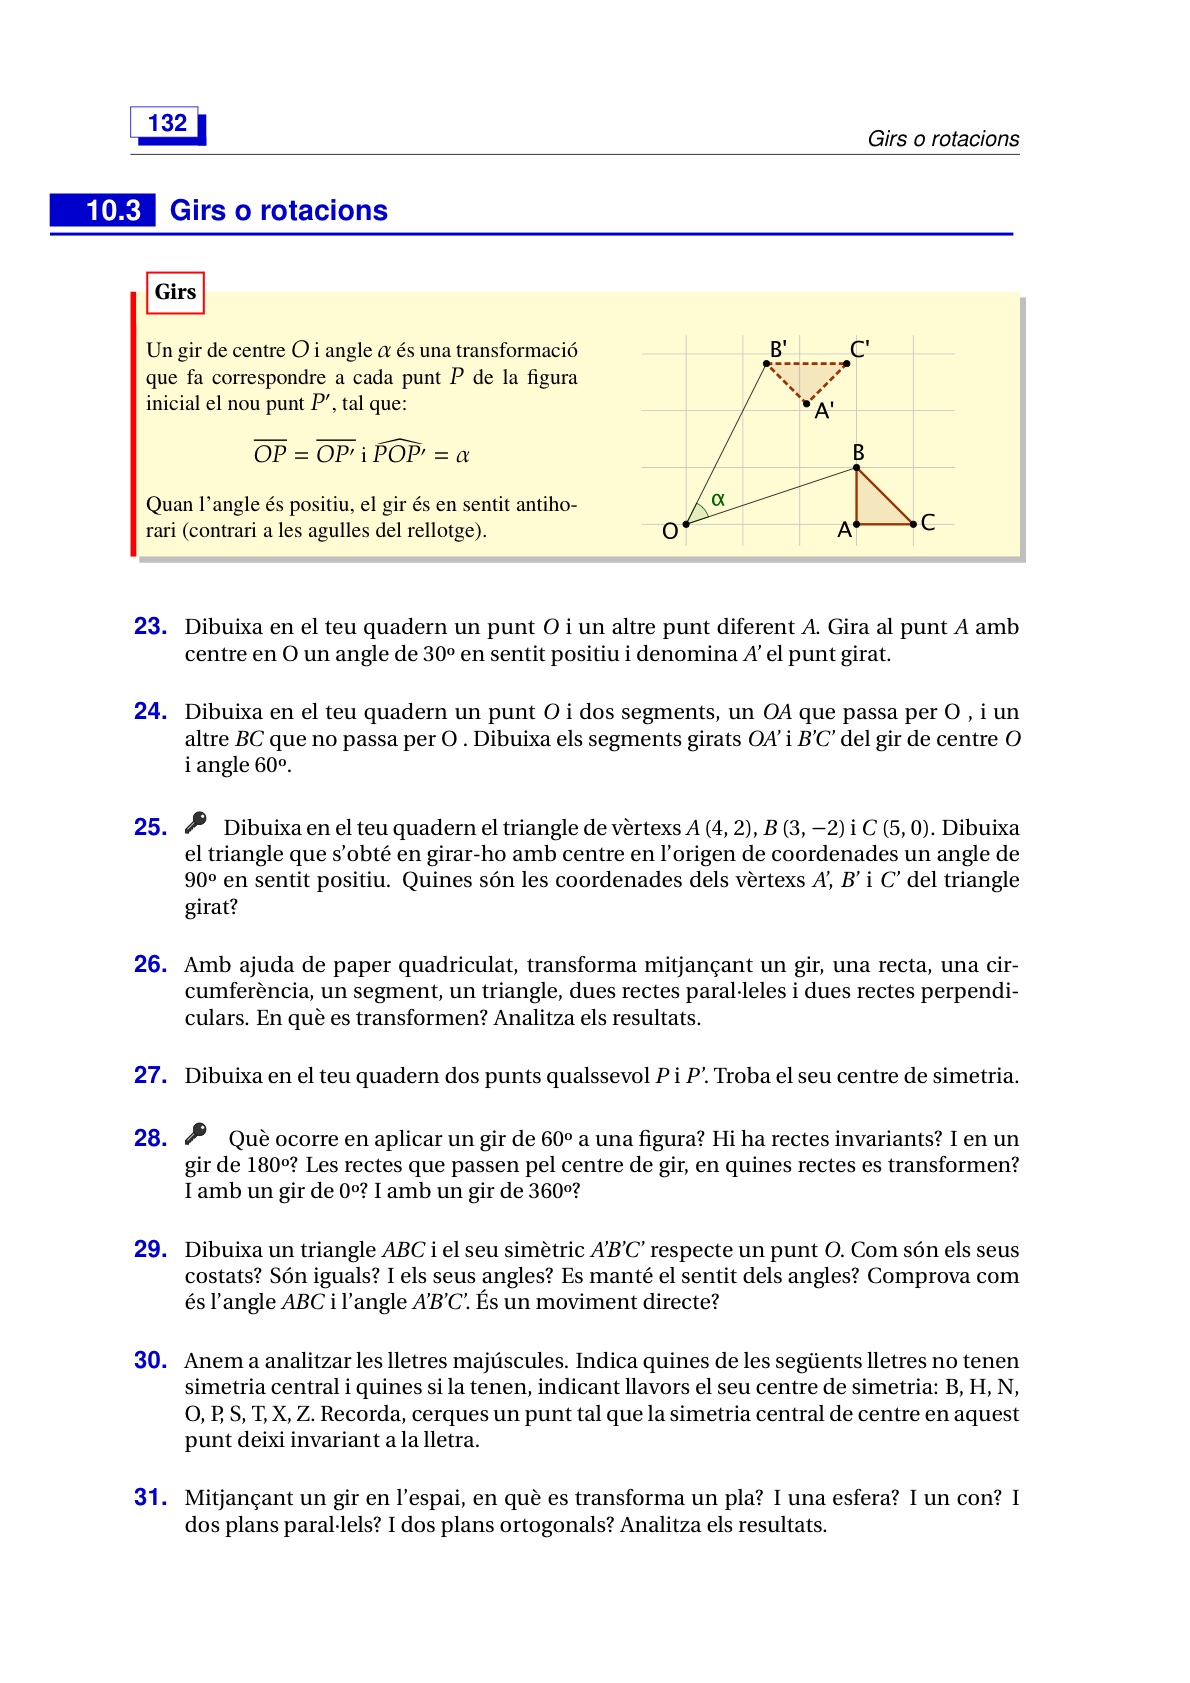 132
Girs o rotacions
10.3 Girs o rotacions
Girs
Un gir de centre O i angle α és una transformació
que fa correspondre a cada punt P de la figura
inicial el nou punt P′, tal que:
OP = OP′ i POP′ = α
Quan l’angle és positiu, el gir és en sentit antiho-
rari (contrari a les agulles del rellotge).
B'
C'
A'
B
α
O
A
C
23. Dibuixa en el teu quadern un punt O i un altre punt diferent A. Gira al punt A amb
centre en O un angle de 30º en sentit positiu i denomina A’ el punt girat.
24. Dibuixa en el teu quadern un punt O i dos segments, un OA que passa per O , i un
altre BC que no passa per O . Dibuixa els segments girats OA’ i B’C’ del gir de centre O
i angle 60º.
25. Dibuixa en el teu quadern el triangle de vèrtexs A (4, 2), B (3, −2) i C (5, 0). Dibuixa
el triangle que s’obté en girar-ho amb centre en l’origen de coordenades un angle de
90º en sentit positiu. Quines són les coordenades dels vèrtexs A’, B’ i C’ del triangle
girat?
26. Amb ajuda de paper quadriculat, transforma mitjançant un gir, una recta, una cir-
cumferència, un segment, un triangle, dues rectes paral·leles i dues rectes perpendi-
culars. En què es transformen? Analitza els resultats.
27. Dibuixa en el teu quadern dos punts qualssevol P i P’. Troba el seu centre de simetria.
28. Què ocorre en aplicar un gir de 60º a una figura? Hi ha rectes invariants? I en un
gir de 180º? Les rectes que passen pel centre de gir, en quines rectes es transformen?
I amb un gir de 0º? I amb un gir de 360º?
29. Dibuixa un triangle ABC i el seu simètric A’B’C’ respecte un punt O. Com són els seus
costats? Són iguals? I els seus angles? Es manté el sentit dels angles? Comprova com
és l’angle ABC i l’angle A’B’C’. És un moviment directe?
30. Anem a analitzar les lletres majúscules. Indica quines de les següents lletres no tenen
simetria central i quines si la tenen, indicant llavors el seu centre de simetria: B, H, N,
O, P, S, T, X, Z. Recorda, cerques un punt tal que la simetria central de centre en aquest
punt deixi invariant a la lletra.
31. Mitjançant un gir en l’espai, en què es transforma un pla? I una esfera? I un con? I
dos plans paral·lels? I dos plans ortogonals? Analitza els resultats.